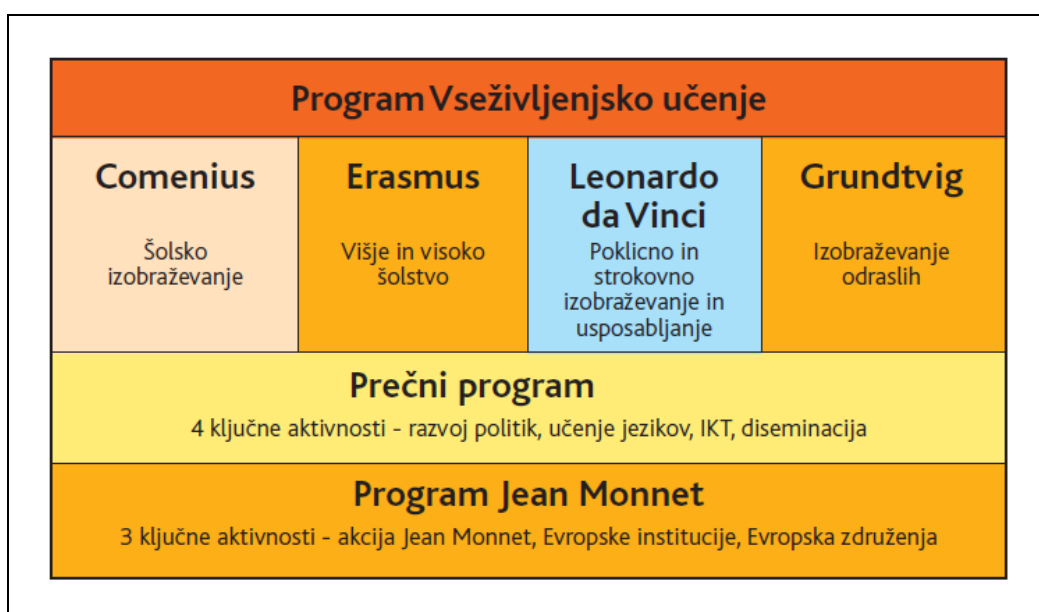 Program Vseživljenjsko učenje
Comenius
Šolsko
izobraževanje
Erasmus
Višje in visoko
šolstvo
Leonardo
da Vinci
Poklicno in
strokovno
izobraževanje in
usposabljanje
Grundtvig
Izobraževanje
odraslih
Prečni program
4 ključne aktivnosti - razvoj politik, učenje jezikov, IKT, diseminacija
Program Jean Monnet
3 ključne aktivnosti - akcija Jean Monnet, Evropske institucije, Evropska združenja